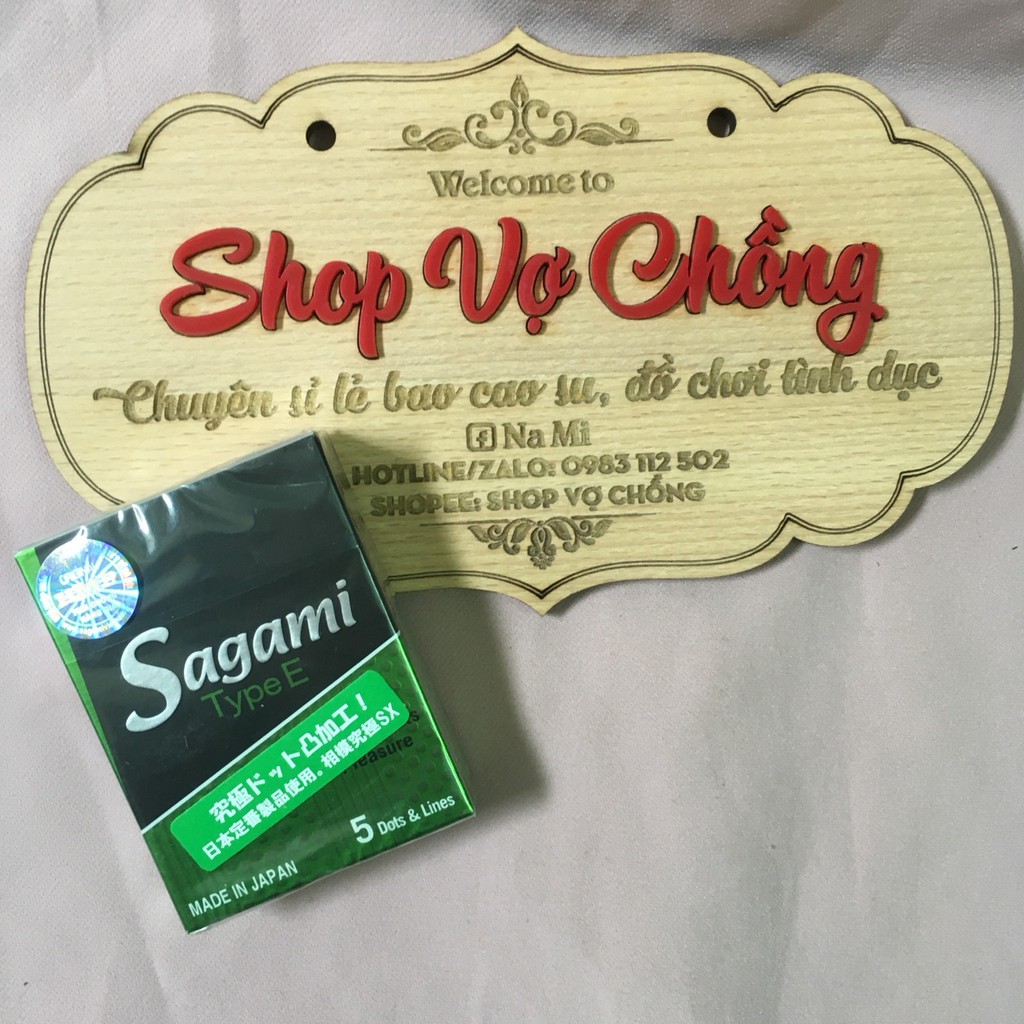 Welcome to
Shop Vợ Chồng
Chuyên sỉ lẻ bao cao su, đồ chơi tình dục
Na Mi
HOTLINE/ZALO: 0983 112 502
SHOPEE: SHOP VỢ CHỒNG
Sagami
Type E
究極ドット凸加工!
日本定番製品使用。相模究極SX
5 Dots & Lines
MADE IN JAPAN